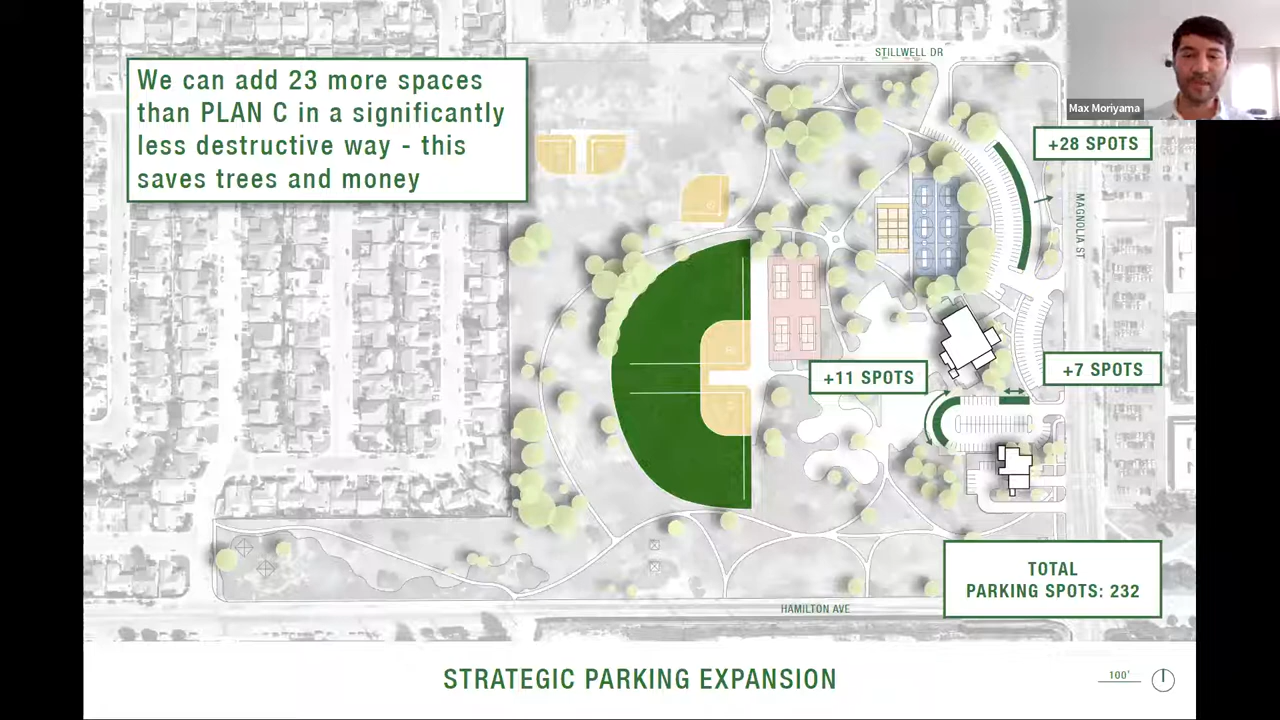 We can add 23 more spaces
than PLAN C in a significantly
less destructive way - this
saves trees and money
STILLWELL DR
Max Moriyama
+28 SPOTS
MAGNOLIA ST
+11 SPOTS
+7 SPOTS
TOTAL
PARKING SPOTS: 232
HAMILTON AVE
STRATEGIC PARKING EXPANSION
100'